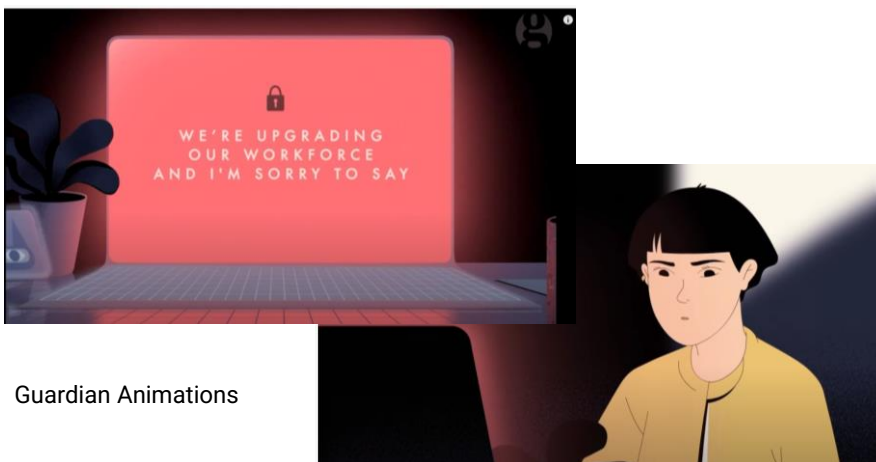 g
WE'RE UPGRADING
OUR WORKFORCE
AND I'M SORRY TO SAY
Guardian Animations